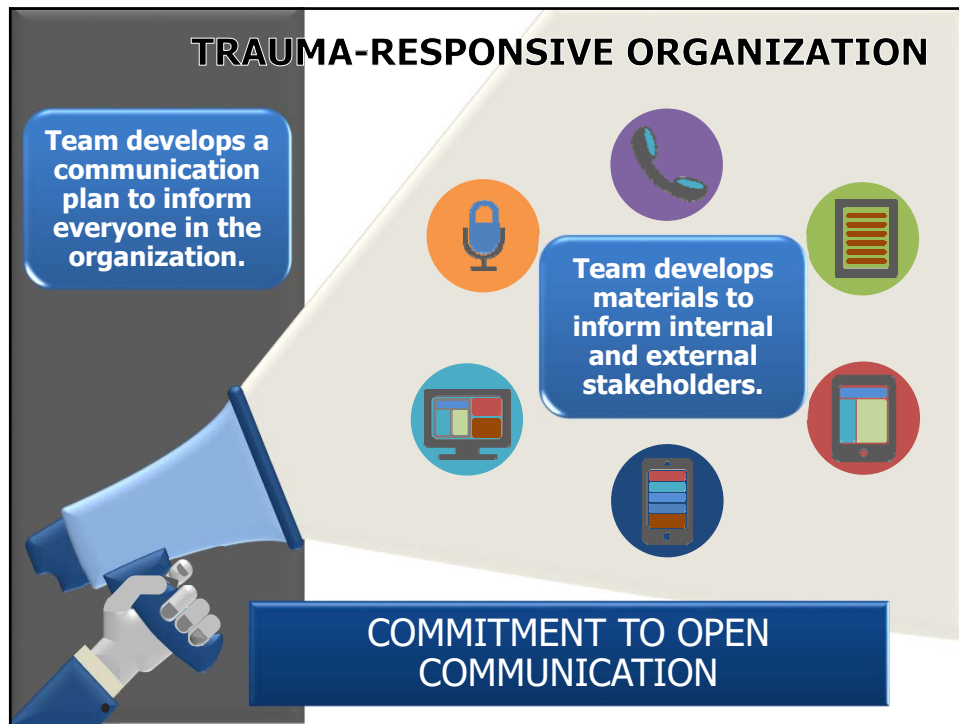 TRAUMA-RESPONSIVE ORGANIZATION
Team develops a
communication
plan to inform
everyone in the
organization.
Team develops
materials to
inform internal
and external
stakeholders.
COMMITMENT TO OPEN
COMMUNICATION